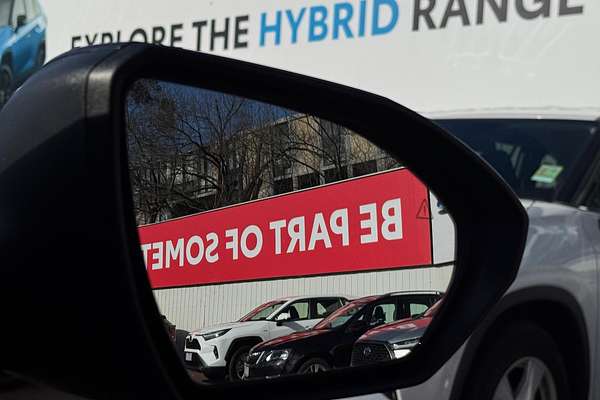 EXPLORE THE HYBRID RANGE
BE PART OF SOMET